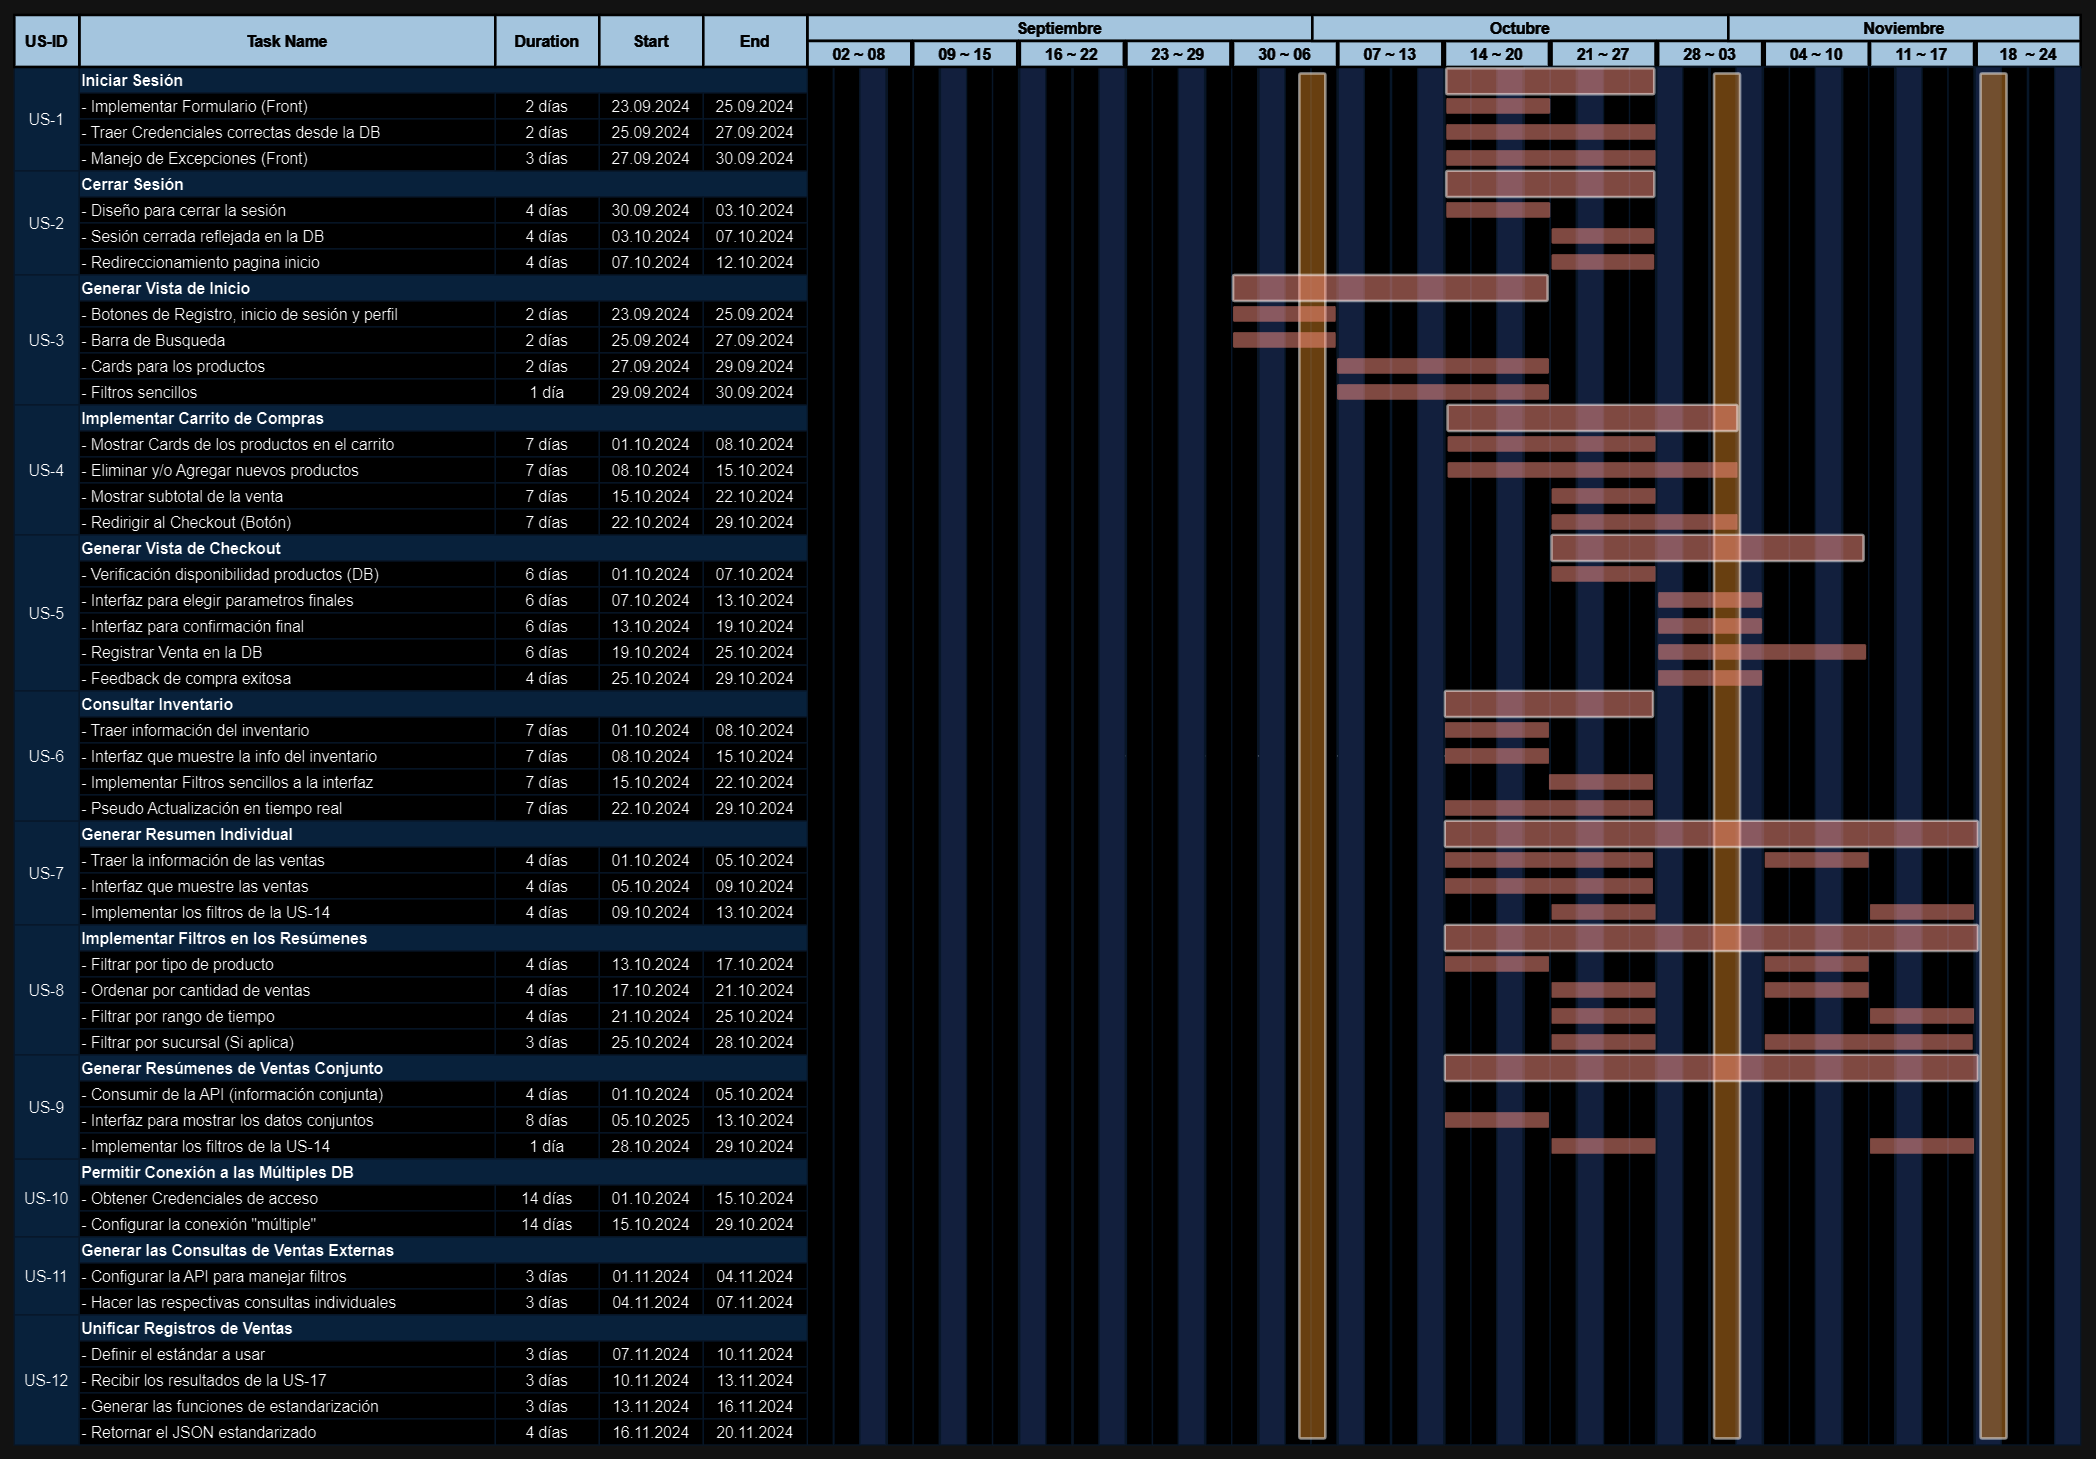 US-ID Task Name Duration Start End Septiembre Octubre Noviembre
02 ~ 08 09 ~ 15 16 ~ 22 23 ~ 29 30 ~ 06 07 ~ 13 14 ~ 20 21 ~ 27 28 ~ 03 04 ~ 10 11 ~ 17 18 ~ 24
US-1
Iniciar Sesión
- Implementar Formulario (Front) 2 días 23.09.2024 25.09.2024
- Traer Credenciales correctas desde la DB 2 días 25.09.2024 27.09.2024
- Manejo de Excepciones (Front) 3 días 27.09.2024 30.09.2024
US-2
Cerrar Sesión
- Diseño para cerrar la sesión 4 días 30.09.2024 03.10.2024
- Sesión cerrada reflejada en la DB 4 días 03.10.2024 07.10.2024
- Redireccionamiento pagina inicio 4 días 07.10.2024 12.10.2024
US-3
Generar Vista de Inicio
- Botones de Registro, inicio de sesión y perfil 2 días 23.09.2024 25.09.2024
- Barra de Busqueda 2 días 25.09.2024 27.09.2024
- Cards para los productos 2 días 27.09.2024 29.09.2024
- Filtros sencillos 1 día 29.09.2024 30.09.2024
US-4
Implementar Carrito de Compras
- Mostrar Cards de los productos en el carrito 7 días 01.10.2024 08.10.2024
- Eliminar y/o Agregar nuevos productos 7 días 08.10.2024 15.10.2024
- Mostrar subtotal de la venta 7 días 15.10.2024 22.10.2024
- Redirigir al Checkout (Botón) 7 días 22.10.2024 29.10.2024
US-5
Generar Vista de Checkout
- Verificación disponibilidad productos (DB) 6 días 01.10.2024 07.10.2024
- Interfaz para elegir parametros finales 6 días 07.10.2024 13.10.2024
- Interfaz para confirmación final 6 días 13.10.2024 19.10.2024
- Registrar Venta en la DB 6 días 19.10.2024 25.10.2024
- Feedback de compra exitosa 4 días 25.10.2024 29.10.2024
US-6
Consultar Inventario
- Traer información del inventario 7 días 01.10.2024 08.10.2024
- Interfaz que muestre la info del inventario 7 días 08.10.2024 15.10.2024
- Implementar Filtros sencillos a la interfaz 7 días 15.10.2024 22.10.2024
- Pseudo Actualización en tiempo real 7 días 22.10.2024 29.10.2024
US-7
Generar Resumen Individual
- Traer la información de las ventas 4 días 01.10.2024 05.10.2024
- Interfaz que muestre las ventas 4 días 05.10.2024 09.10.2024
- Implementar los filtros de la US-14 4 días 09.10.2024 13.10.2024
US-8
Implementar Filtros en los Resúmenes
- Filtrar por tipo de producto 4 días 13.10.2024 17.10.2024
- Ordenar por cantidad de ventas 4 días 17.10.2024 21.10.2024
- Filtrar por rango de tiempo 4 días 21.10.2024 25.10.2024
- Filtrar por sucursal (Si aplica) 3 días 25.10.2024 28.10.2024
US-9
Generar Resúmenes de Ventas Conjunto
- Consumir de la API (información conjunta) 4 días 01.10.2024 05.10.2024
- Interfaz para mostrar los datos conjuntos 8 días 05.10.2025 13.10.2024
- Implementar los filtros de la US-14 1 día 28.10.2024 29.10.2024
US-10
Permitir Conexión a las Múltiples DB
- Obtener Credenciales de acceso 14 días 01.10.2024 15.10.2024
- Configurar la conexión "múltiple" 14 días 15.10.2024 29.10.2024
US-11
Generar las Consultas de Ventas Externas
- Configurar la API para manejar filtros 3 días 01.11.2024 04.11.2024
- Hacer las respectivas consultas individuales 3 días 04.11.2024 07.11.2024
US-12
Unificar Registros de Ventas
- Definir el estándar a usar 3 días 07.11.2024 10.11.2024
- Recibir los resultados de la US-17 3 días 10.11.2024 13.11.2024
- Generar las funciones de estandarización 3 días 13.11.2024 16.11.2024
- Retornar el JSON estandarizado 4 días 16.11.2024 20.11.2024